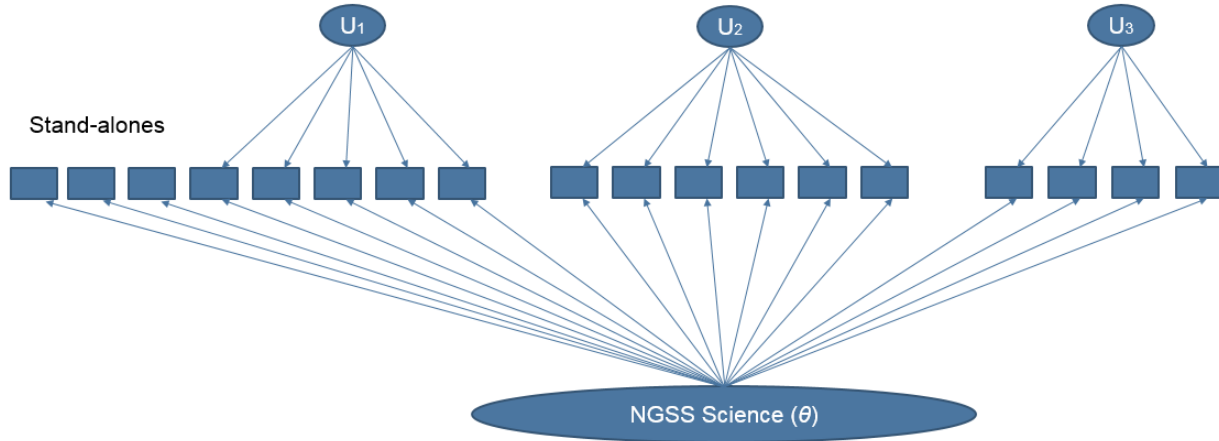 U₁
U₂
U₃
Stand-alones
NGSS Science (θ)